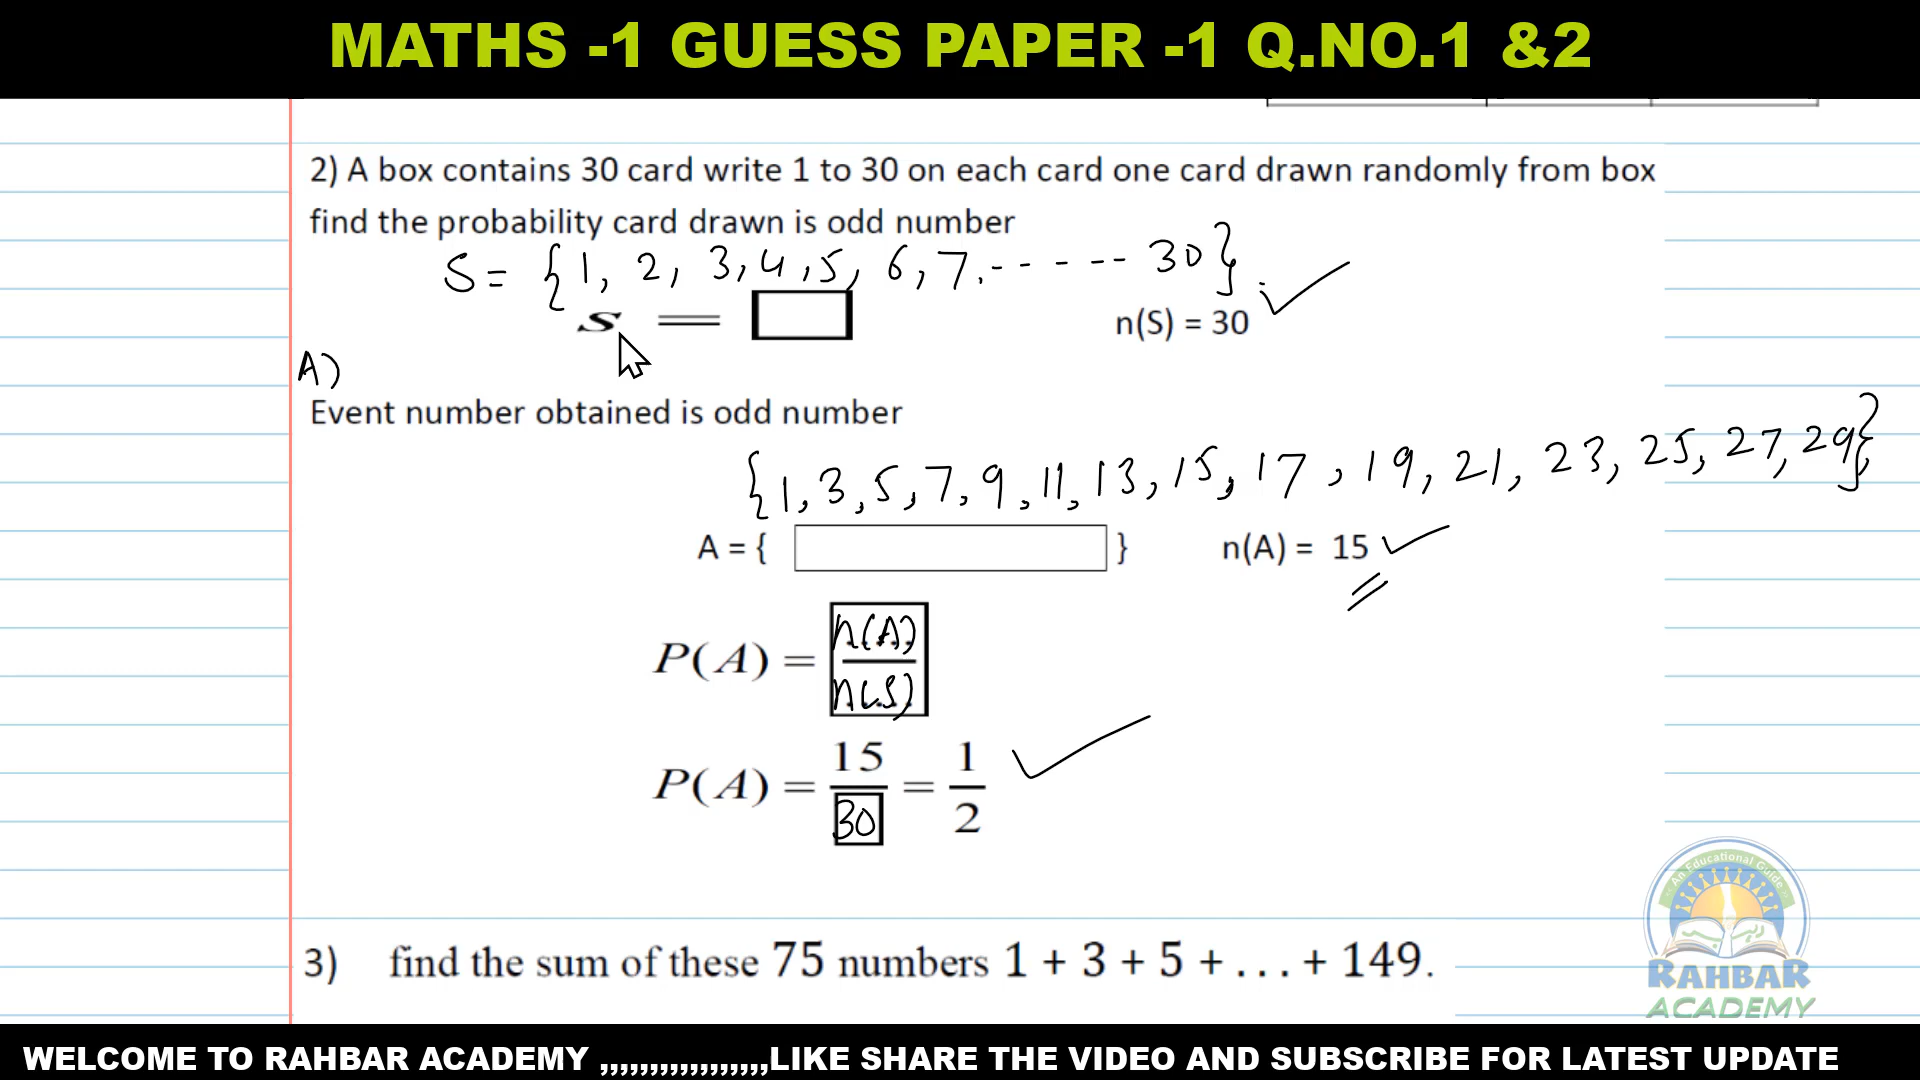 MATHS -1 GUESS PAPER -1 Q.NO.1 &2
2) A box contains 30 card write 1 to 30 on each card one card drawn randomly from box
find the probability card drawn is odd number
S = {1, 2, 3, 4, 5, 6, 7. - - - - - - 30}.
S =
n(S) = 30
A)
Event number obtained is odd number
{1, 3, 5, 7, 9, 11, 13, 15, 17, 19, 21, 23, 25, 27, 29}
A = { } n(A) = 15
P(A) = n(A)/n(S)
P(A) = 15/30 = 1/2
3) find the sum of these 75 numbers 1 + 3 + 5 + ... + 149.
An Educational Guide
RAHBAR
ACADEMY
WELCOME TO RAHBAR ACADEMY ,,,,,,,,,,,,,,,,,LIKE SHARE THE VIDEO AND SUBSCRIBE FOR LATEST UPDATE